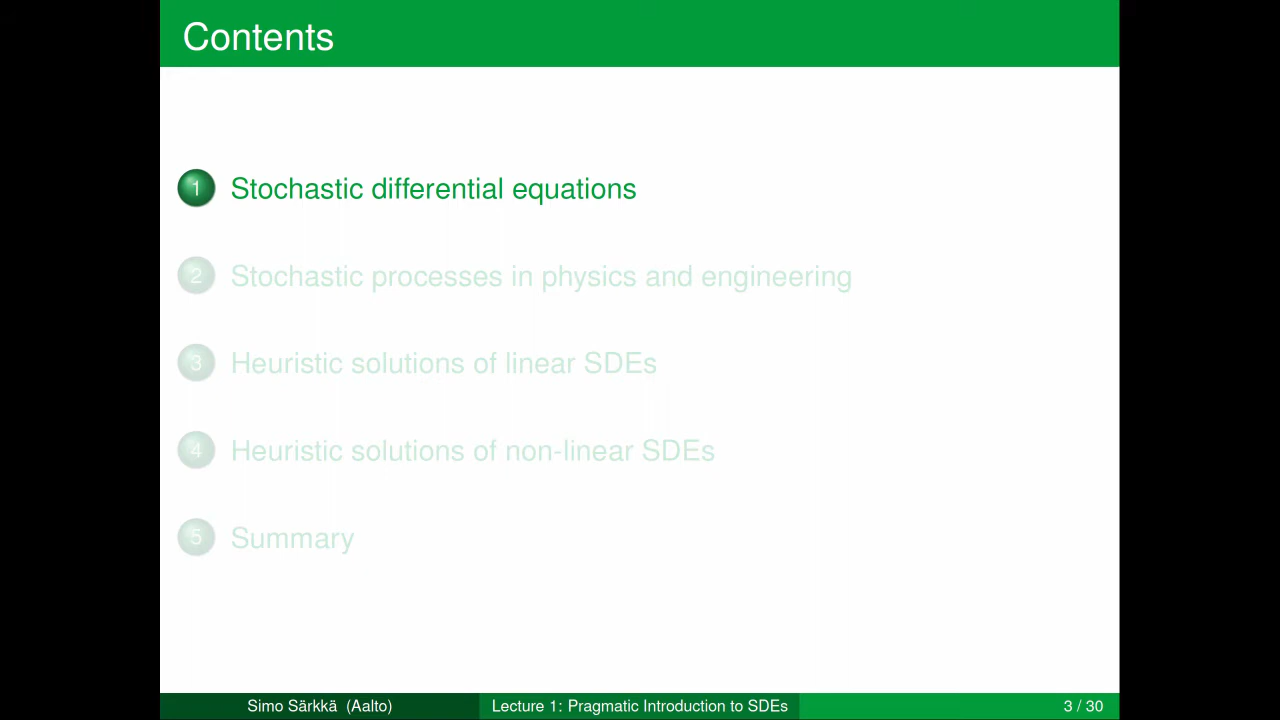 Contents
1 Stochastic differential equations
2 Stochastic processes in physics and engineering
3 Heuristic solutions of linear SDEs
4 Heuristic solutions of non-linear SDEs
5 Summary
Simo Särkkä (Aalto) Lecture 1: Pragmatic Introduction to SDEs 3 / 30